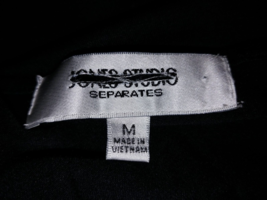 JONES STUDIO
SEPARATES
M
MADE IN
VIETNAM